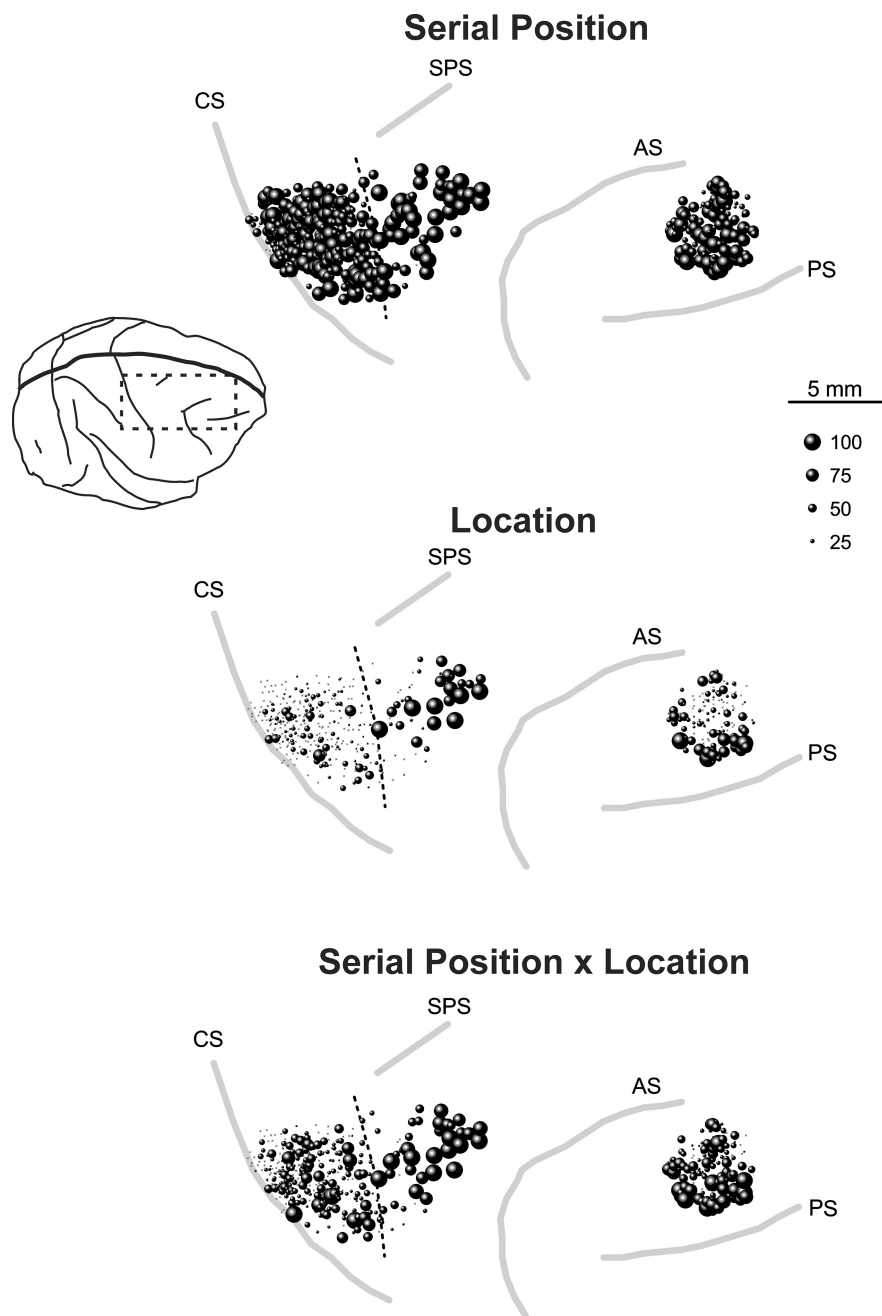 Serial Position
SPS
CS
AS
PS
5 mm
100
75
50
25
Location
SPS
CS
AS
PS
Serial Position x Location
SPS
CS
AS
PS